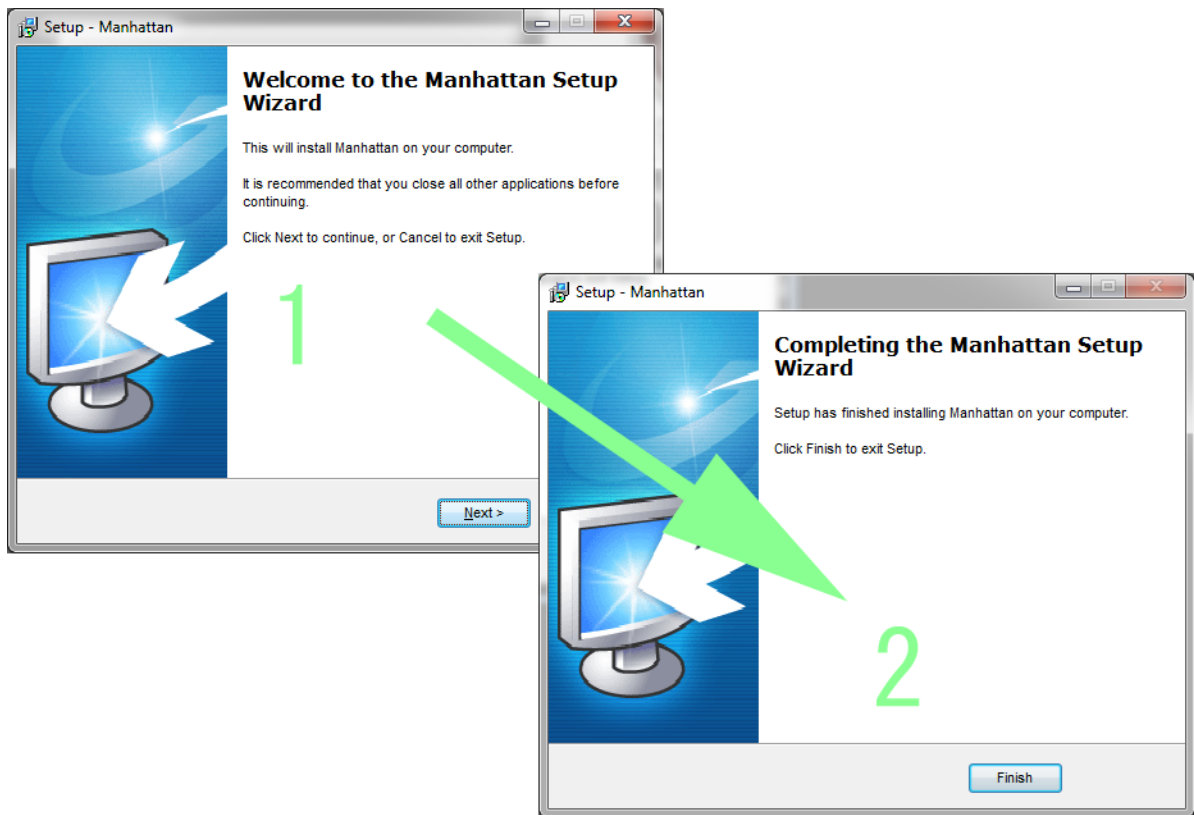 Setup - Manhattan
Welcome to the Manhattan Setup
Wizard
This will install Manhattan on your computer.
It is recommended that you close all other applications before
continuing.
Click Next to continue, or Cancel to exit Setup.
1
Next >
Setup - Manhattan
Completing the Manhattan Setup
Wizard
Setup has finished installing Manhattan on your computer.
Click Finish to exit Setup.
2
Finish